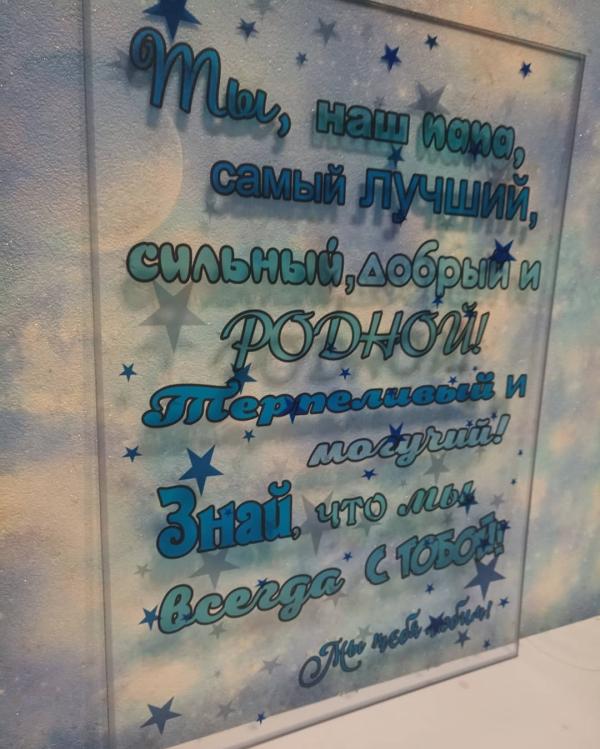 Ты, наш папа,
самый лучший,
сильный, добрый и
РОДНОЙ!
Терпеливый и
могучий!
Знай, что мы
всегда с тобой!!!
Мы тебя любим!